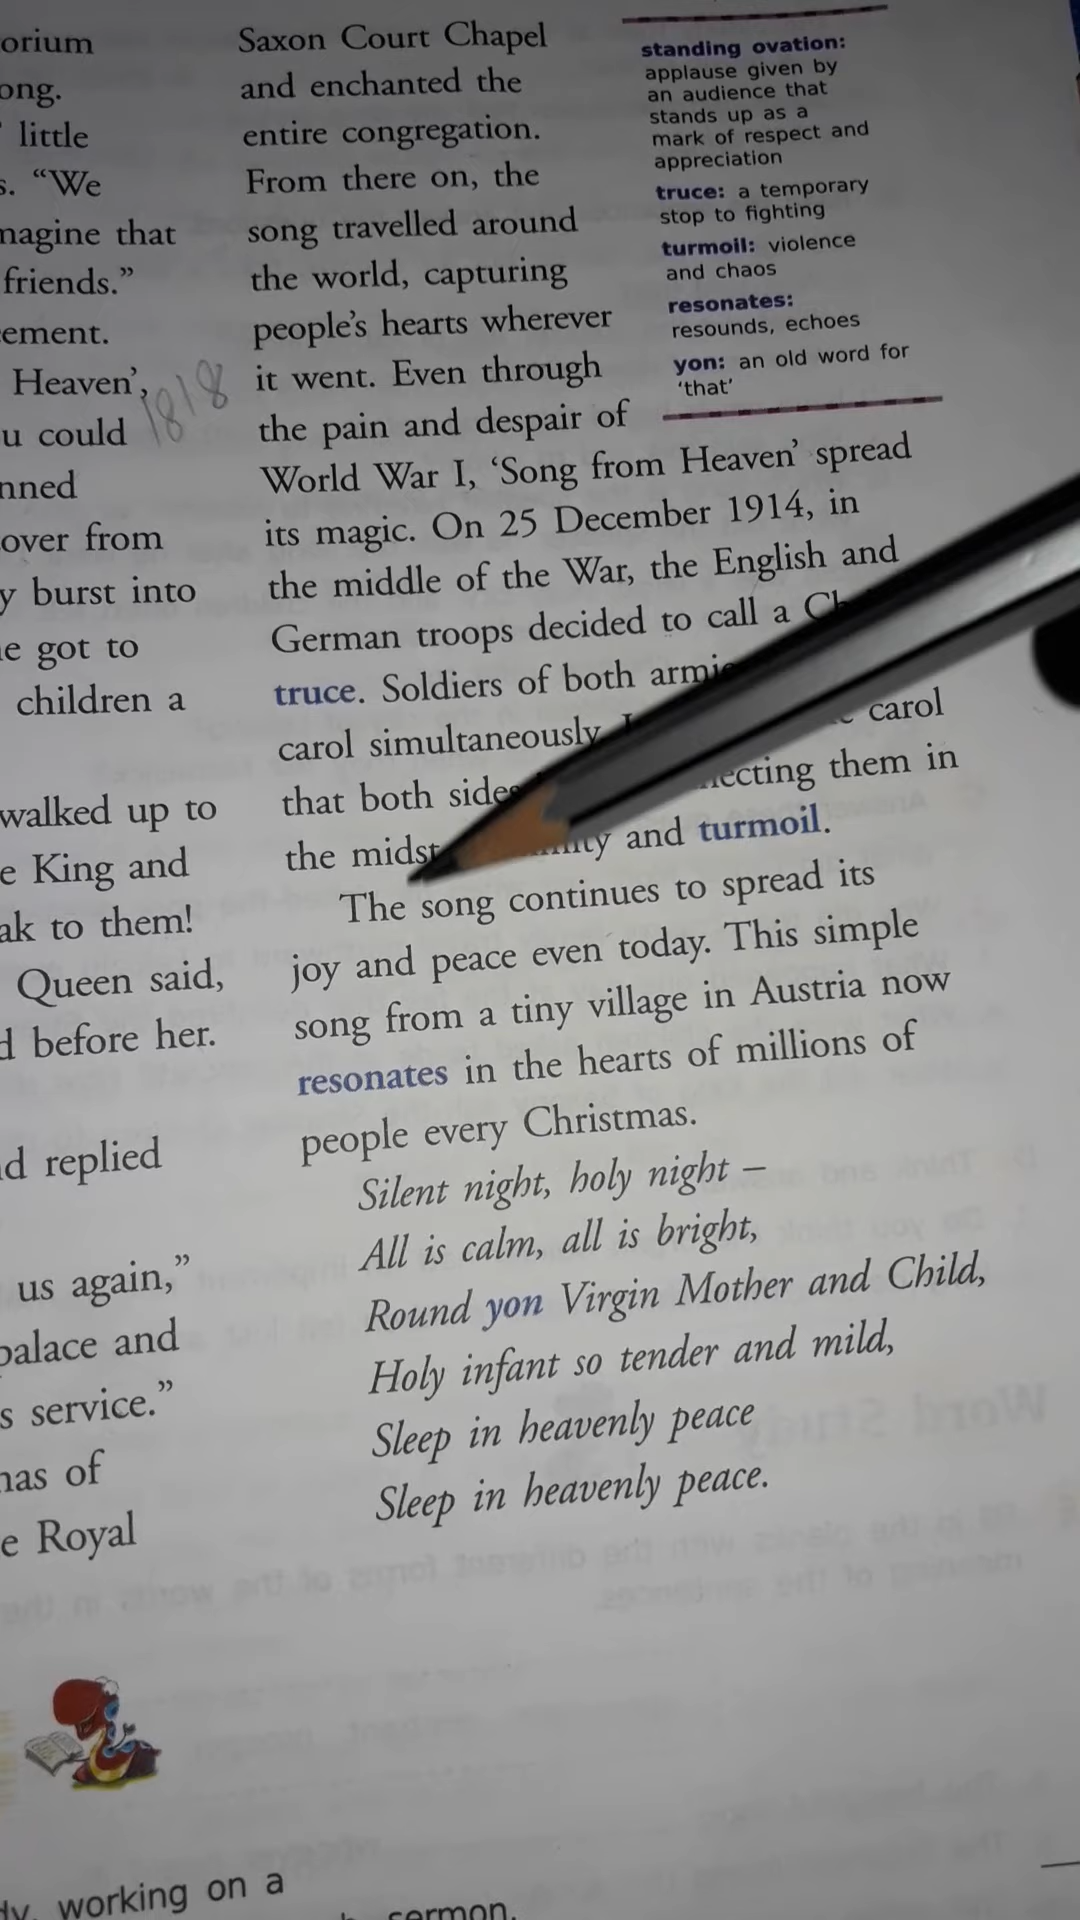 orium
ong.
little
s. “We
magine that
friends.”
ement.
Heaven’,
u could
nned
over from
y burst into
e got to
children a
walked up to
e King and
ak to them!
Queen said,
d before her.
d replied
us again,”
palace and
s service.”
mas of
e Royal
1818
Saxon Court Chapel
and enchanted the
entire congregation.
From there on, the
song travelled around
the world, capturing
people’s hearts wherever
it went. Even through
the pain and despair of
World War I, ‘Song from Heaven’ spread
its magic. On 25 December 1914, in
the middle of the War, the English and
German troops decided to call a
truce. Soldiers of both
carol simultaneously. carol
that both sides them in
the midst and turmoil.
The song continues to spread its
joy and peace even today. This simple
song from a tiny village in Austria now
resonates in the hearts of millions of
people every Christmas.
Silent night, holy night –
All is calm, all is bright,
Round yon Virgin Mother and Child,
Holy infant so tender and mild,
Sleep in heavenly peace
Sleep in heavenly peace.
standing ovation:
applause given by
an audience that
stands up as a
mark of respect and
appreciation
truce: a temporary
stop to fighting
turmoil: violence
and chaos
resonates:
resounds, echoes
yon: an old word for
‘that’
working on a
sermon.